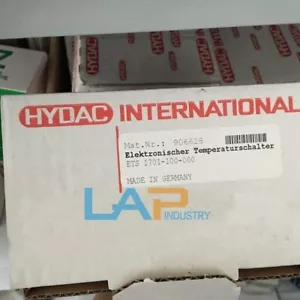 HYDAC INTERNATIONAL
Mat.Nr.: 906628
Elektronischer Temperaturschalter
ETS 1701-100-000
MADE IN GERMANY
LAP
INDUSTRY